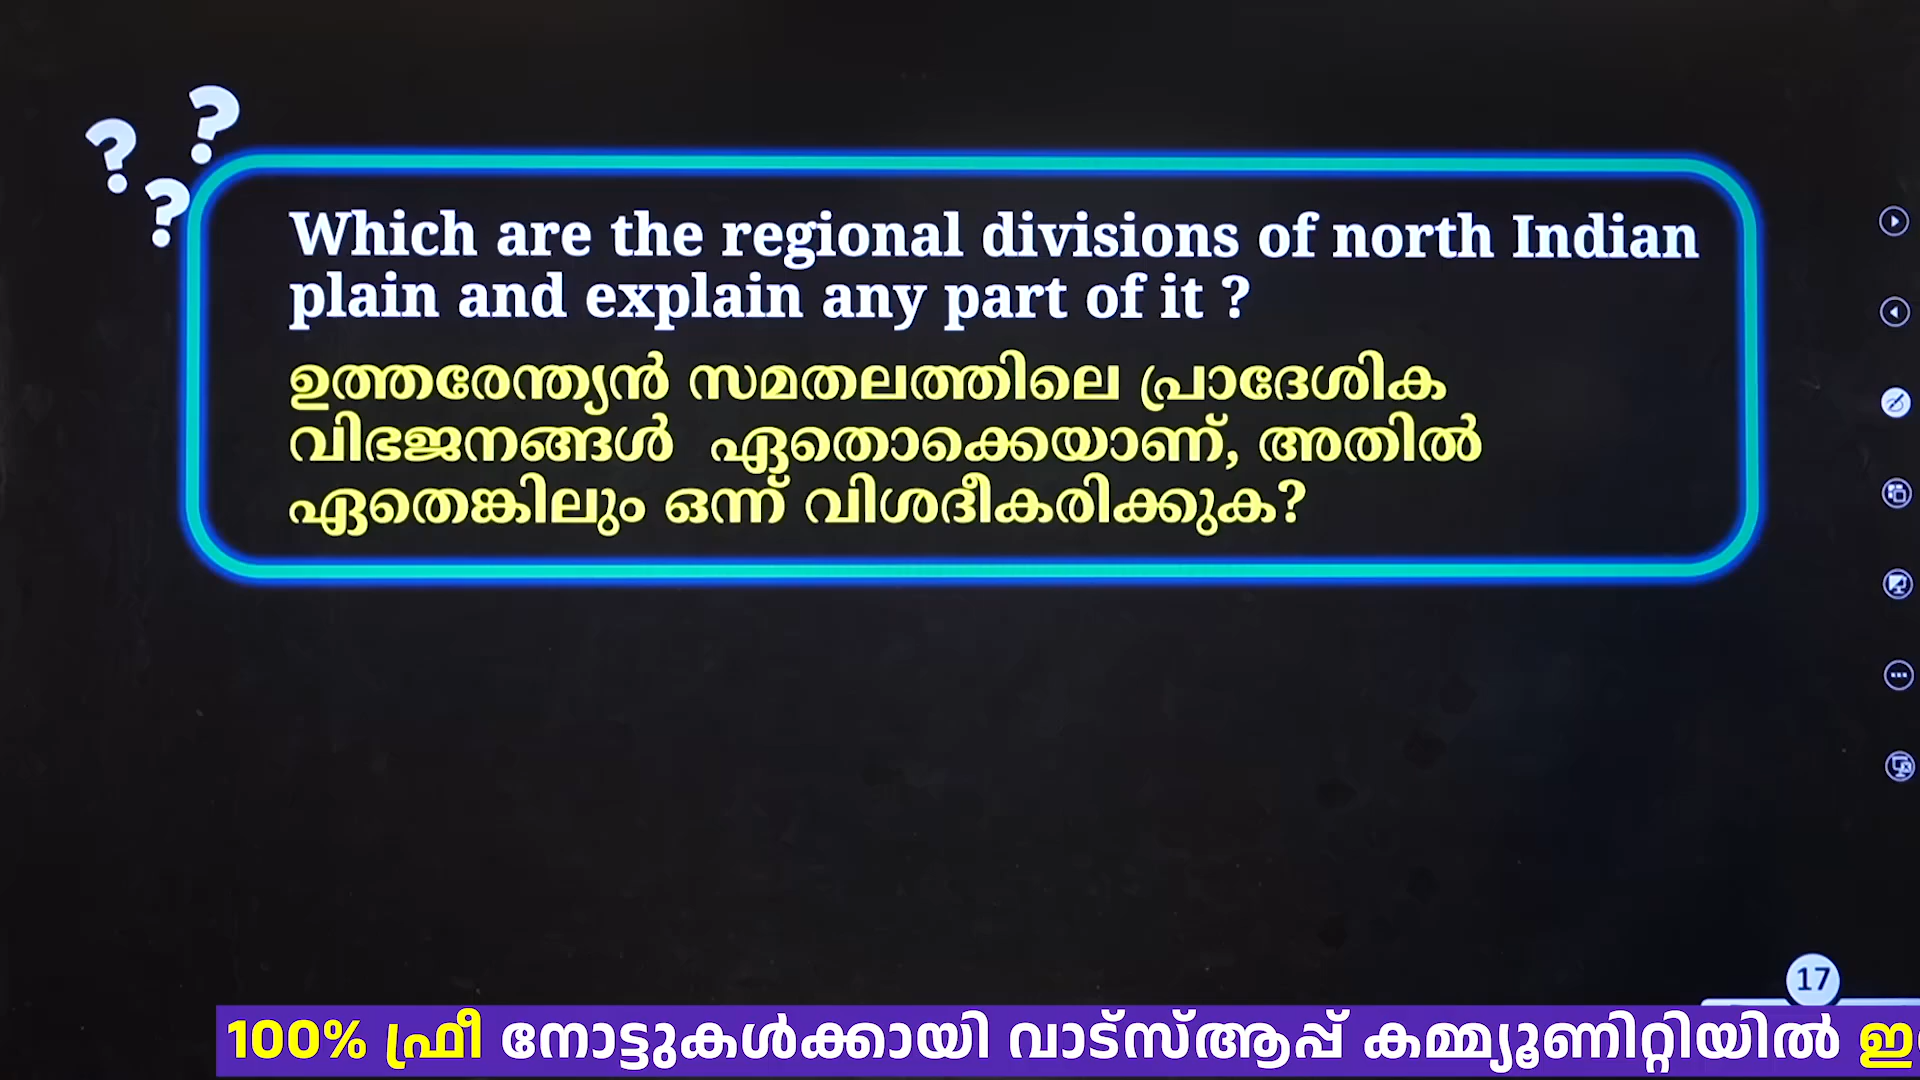 Which are the regional divisions of north Indian
plain and explain any part of it ?
ഉത്തരേന്ത്യൻ സമതലത്തിലെ പ്രാദേശിക
വിഭജനങ്ങൾ ഏതൊക്കെയാണ്, അതിൽ
ഏതെങ്കിലും ഒന്ന് വിശദീകരിക്കുക?
17
100% ഫ്രീ നോട്ടുകൾക്കായി വാട്സ്ആപ്പ് കമ്മ്യൂണിറ്റിയിൽ